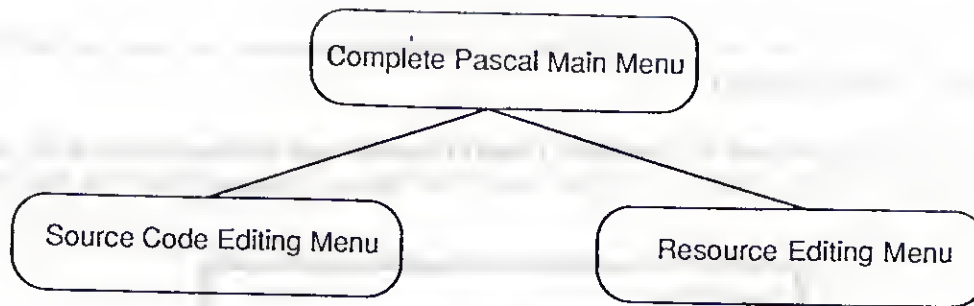 Complete Pascal Main Menu
Source Code Editing Menu
Resource Editing Menu